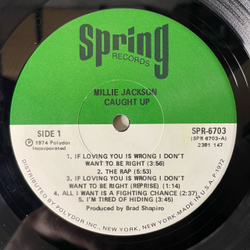 Spring
RECORDS
MILLIE JACKSON
CAUGHT UP
SIDE 1
SPR-6703
(SPR 6703-A)
2391 147
Ⓟ 1974 Polydor
Incorporated
1. IF LOVING YOU IS WRONG I DON'T
WANT TO BE RIGHT (3:56)
2. THE RAP (5:53)
3. IF LOVING YOU IS WRONG I DON'T
WANT TO BE RIGHT (REPRISE) (1:14)
4. ALL I WANT IS A FIGHTING CHANCE (2:37)
5. I'M TIRED OF HIDING (3:45)
Produced by Brad Shapiro
DISTRIBUTED BY POLYDOR INC., NEW YORK, N.Y. MADE IN U.S.A. P-1972